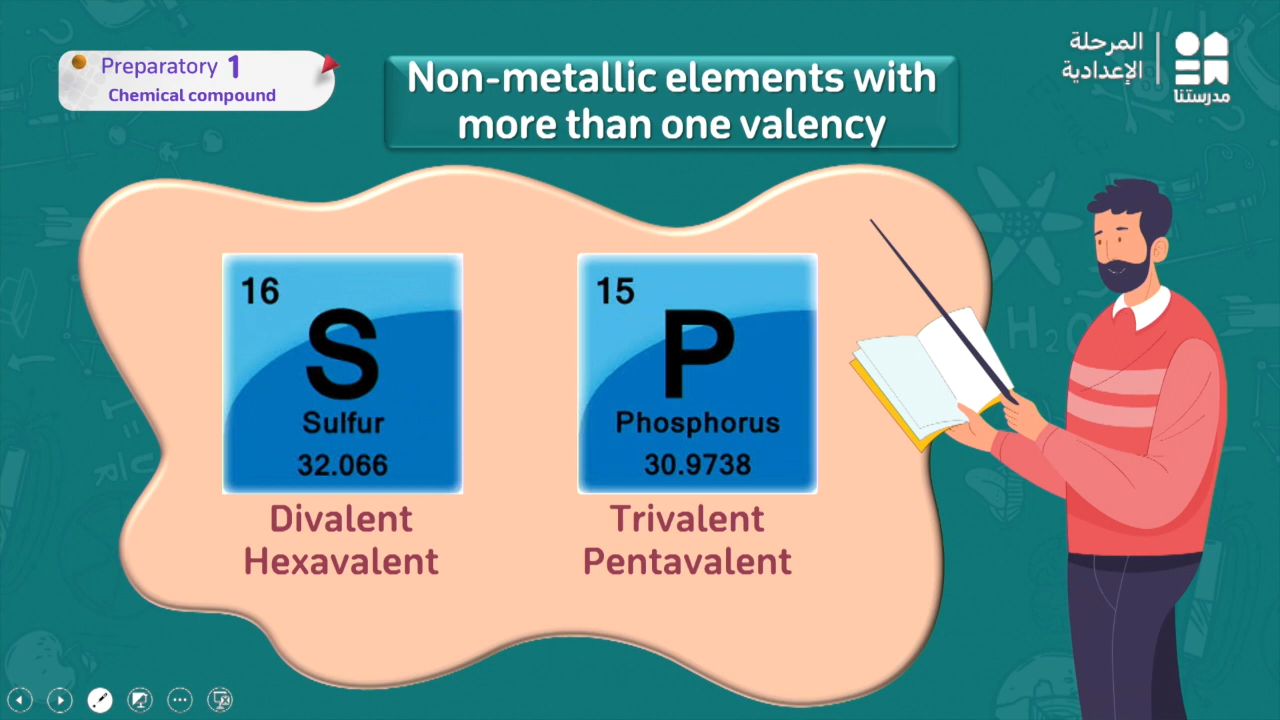 Preparatory 1
Chemical compound
Non-metallic elements with
more than one valency
المرحلة
الإعدادية
مدرستنا
16
S
Sulfur
32.066
Divalent
Hexavalent
15
P
Phosphorus
30.9738
Trivalent
Pentavalent
H₂O